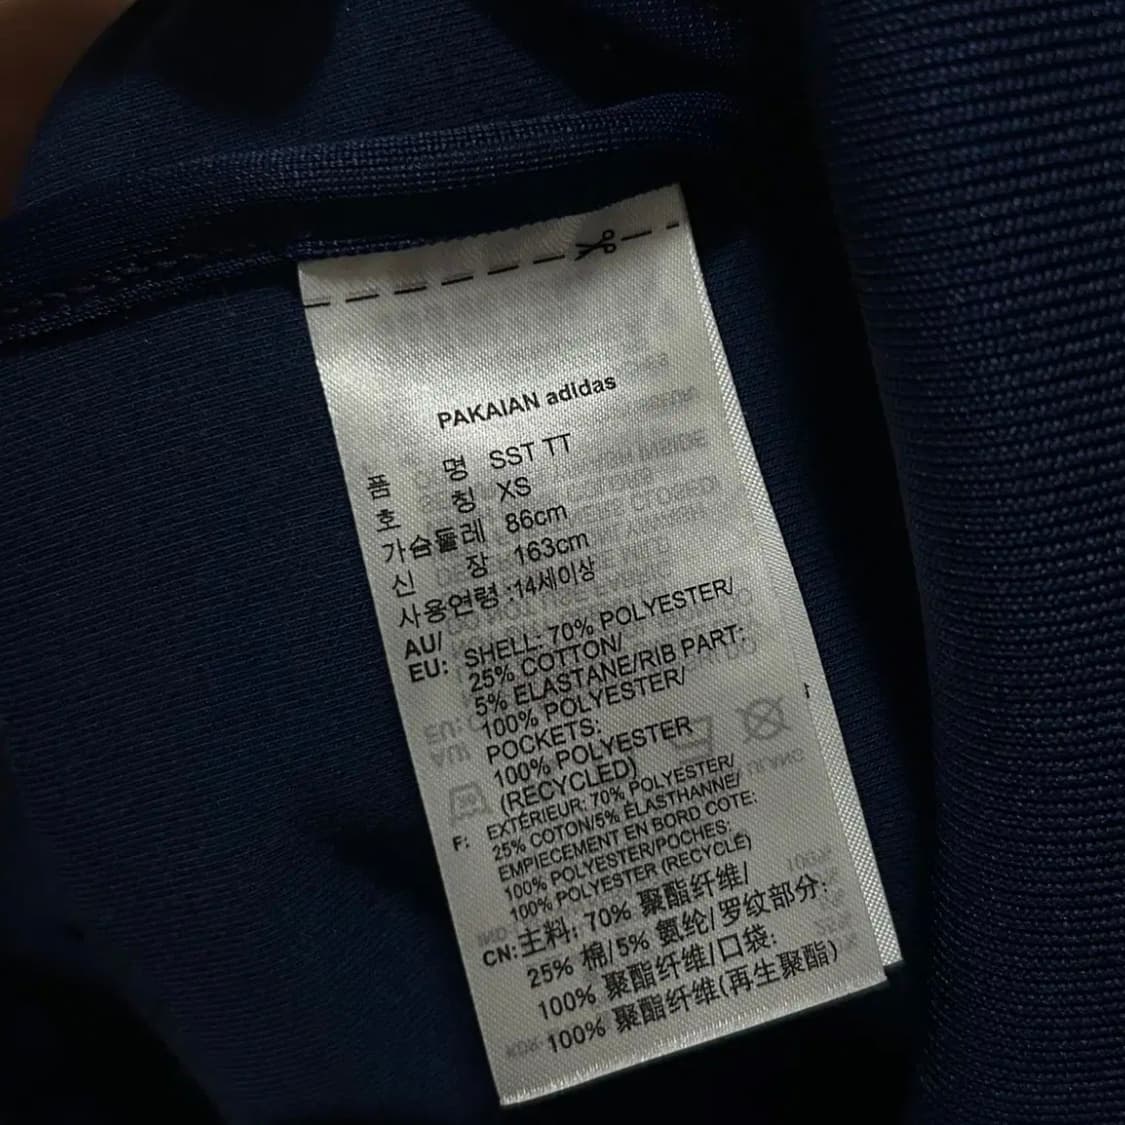 PAKAIAN adidas
품 명 SST TT
호 칭 XS
가슴둘레 86cm
신 장 163cm
사용연령 :14세이상
AU/
EU: SHELL: 70% POLYESTER/
25% COTTON/
5% ELASTANE/RIB PART:
100% POLYESTER/
POCKETS:
100% POLYESTER
(RECYCLED)
F: EXTÉRIEUR: 70% POLYESTER/
25% COTON/5% ÉLASTHANNE/
EMPIECEMENT EN BORD COTE:
100% POLYESTER/POCHES:
100% POLYESTER (RECYCLÉ)
CN:主料: 70% 聚酯纤维/
25% 棉/5% 氨纶/罗纹部分:
100% 聚酯纤维/口袋:
100% 聚酯纤维(再生聚酯)